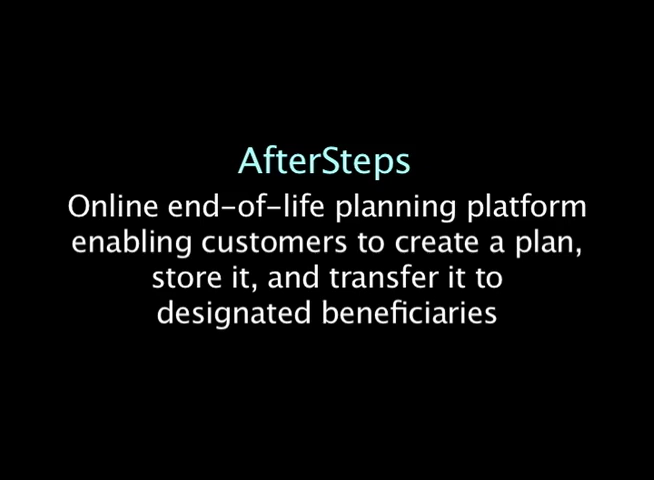 AfterSteps
Online end-of-life planning platform
enabling customers to create a plan,
store it, and transfer it to
designated beneficiaries